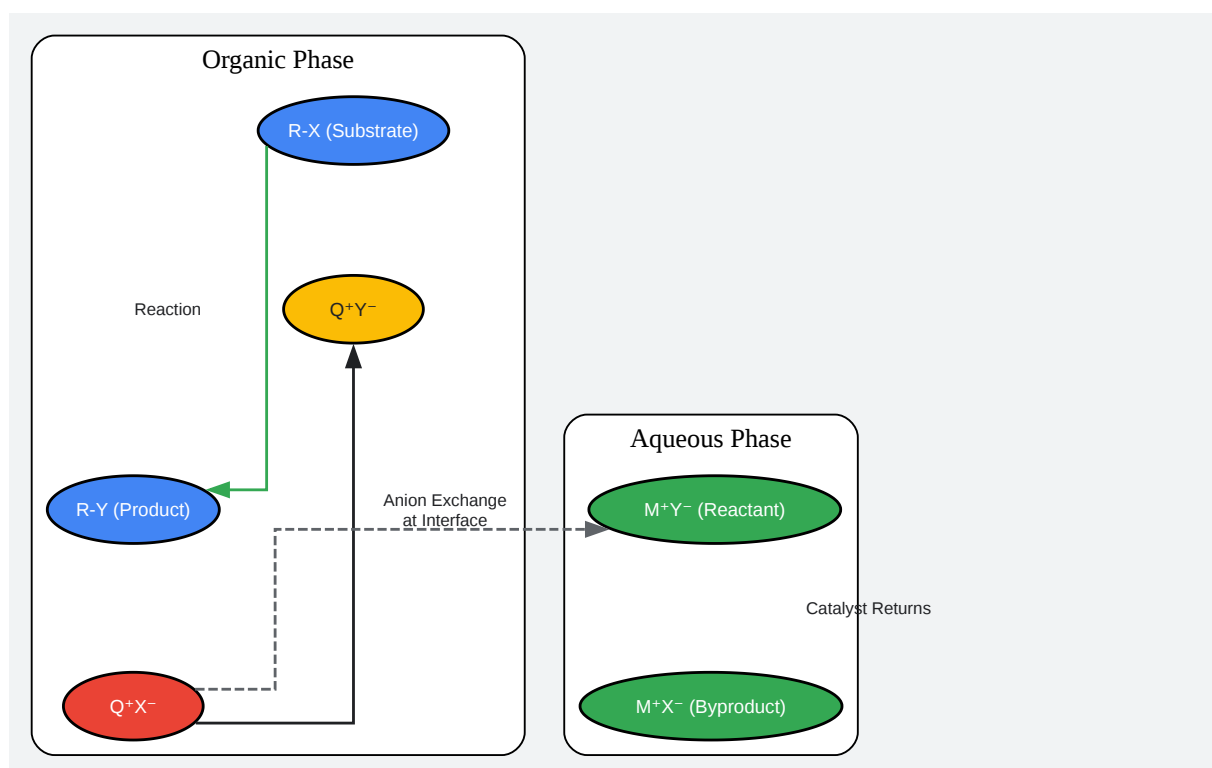 Organic Phase
R-X (Substrate)
Reaction
Q⁺Y⁻
R-Y (Product)
Anion Exchange
at Interface
Q⁺X⁻
Aqueous Phase
M⁺Y⁻ (Reactant)
Catalyst Returns
M⁺X⁻ (Byproduct)